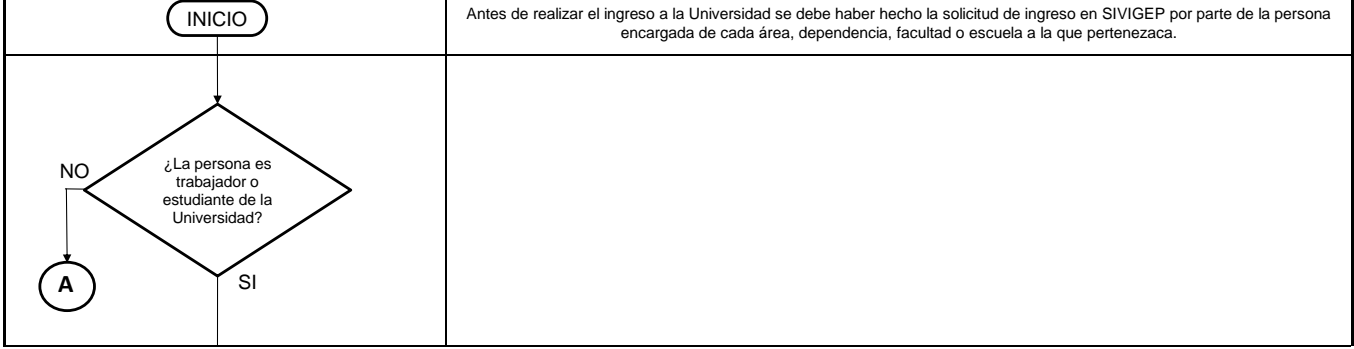 INICIO
Antes de realizar el ingreso a la Universidad se debe haber hecho la solicitud de ingreso en SIVIGEP por parte de la persona
encargada de cada área, dependencia, facultad o escuela a la que pertenezaca.
¿La persona es
trabajador o
estudiante de la
Universidad?
NO
A
SI